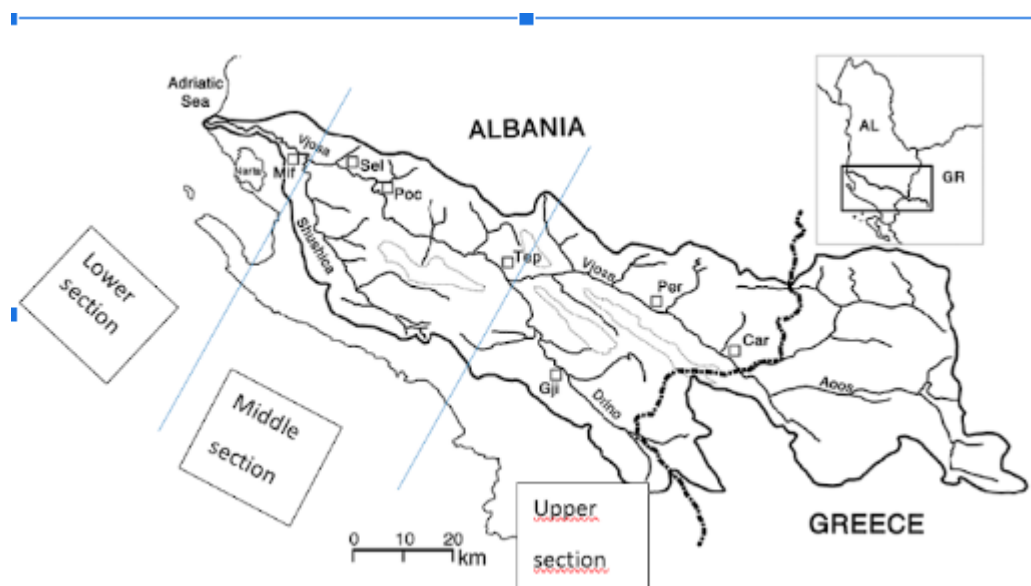 Adriatic
Sea
ALBANIA
AL
GR
Vjosa
Narta
Mif
Sel
Poc
Shushica
Tep
Vjosa
Per
Car
Gji
Drino
Aoos
Lower
section
Middle
section
Upper
section
GREECE
0 10 20
km